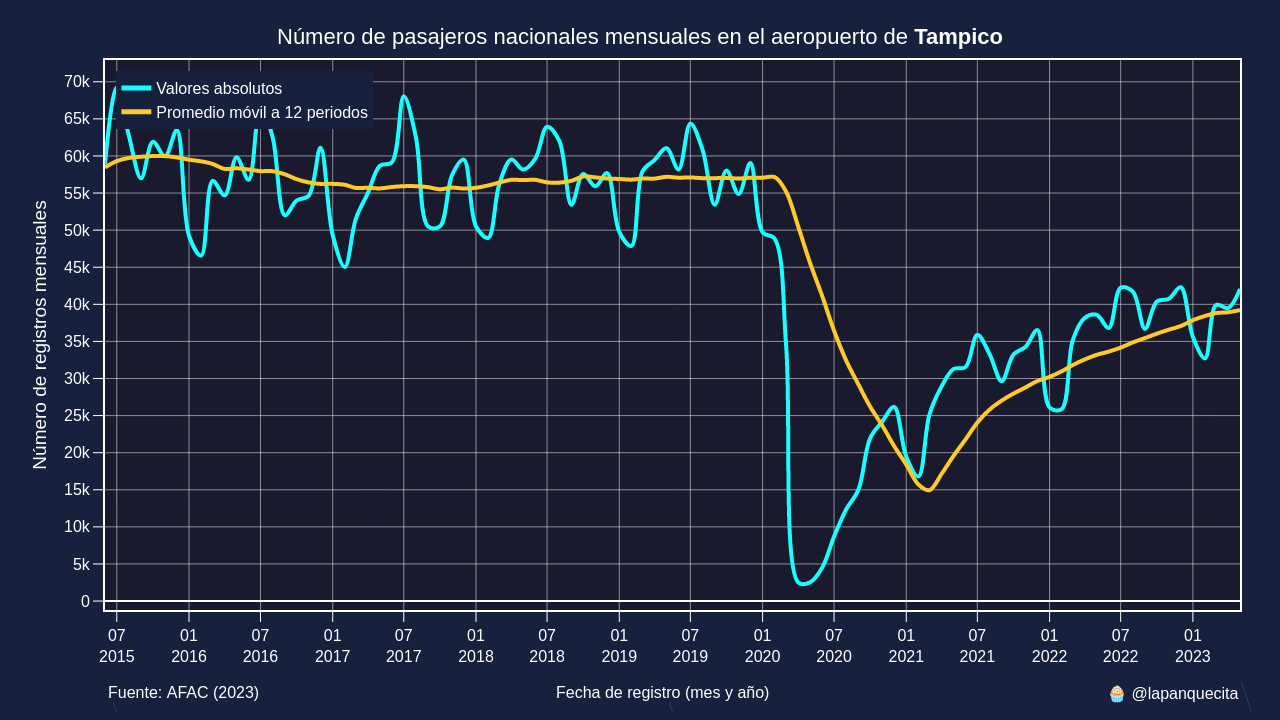 Número de pasajeros nacionales mensuales en el aeropuerto de Tampico
Valores absolutos
Promedio móvil a 12 periodos
Número de registros mensuales
70k
65k
60k
55k
50k
45k
40k
35k
30k
25k
20k
15k
10k
5k
0
07 01 07 01 07 01 07 01 07 01 07 01 07 01 07 01
2015 2016 2016 2017 2017 2018 2018 2019 2019 2020 2020 2021 2021 2022 2022 2023
Fuente: AFAC (2023)
Fecha de registro (mes y año)
🧁 @lapanquecita